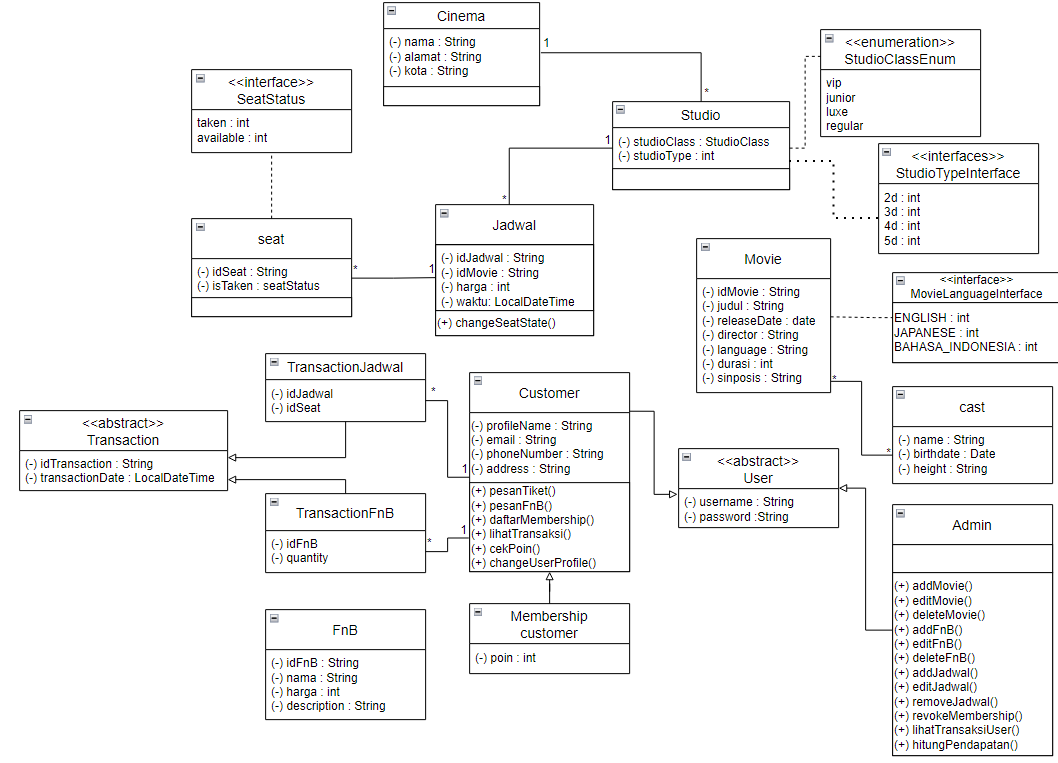 Cinema
(-) nama : String
(-) alamat : String
(-) kota : String
1
*
<<enumeration>>
StudioClassEnum
vip
junior
luxe
regular
<<interface>>
SeatStatus
taken : int
available : int
Studio
(-) studioClass : StudioClass
(-) studioType : int
1
*
<<interfaces>>
StudioTypeInterface
2d : int
3d : int
4d : int
5d : int
seat
(-) idSeat : String
(-) isTaken : seatStatus
*
1
Jadwal
(-) idJadwal : String
(-) idMovie : String
(-) harga : int
(-) waktu: LocalDateTime
(+) changeSeatState()
Movie
(-) idMovie : String
(-) judul : String
(-) releaseDate : date
(-) director : String
(-) language : String
(-) durasi : int
(-) sinposis : String
*
<<interface>>
MovieLanguageInterface
ENGLISH : int
JAPANESE : int
BAHASA_INDONESIA : int
TransactionJadwal
(-) idJadwal
(-) idSeat
*
1
Customer
(-) profileName : String
(-) email : String
(-) phoneNumber : String
(-) address : String
(+) pesanTiket()
(+) pesanFnB()
(+) daftarMembership()
(+) lihatTransaksi()
(+) cekPoin()
(+) changeUserProfile()
cast
(-) name : String
(-) birthdate : Date
(-) height : String
*
<<abstract>>
Transaction
(-) idTransaction : String
(-) transactionDate : LocalDateTime
<<abstract>>
User
(-) username : String
(-) password :String
TransactionFnB
(-) idFnB
(-) quantity
*
1
Admin
(+) addMovie()
(+) editMovie()
(+) deleteMovie()
(+) addFnB()
(+) editFnB()
(+) deleteFnB()
(+) addJadwal()
(+) editJadwal()
(+) removeJadwal()
(+) revokeMembership()
(+) lihatTransaksiUser()
(+) hitungPendapatan()
FnB
(-) idFnB : String
(-) nama : String
(-) harga : int
(-) description : String
Membership
customer
(-) poin : int